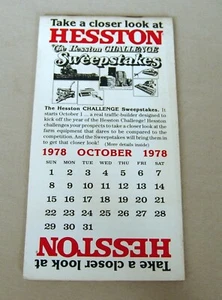 Take a closer look at
HESSTON
The Hesston CHALLENGE
Sweepstakes
The Hesston CHALLENGE Sweepstakes. It
starts October 1 ... a real traffic-builder designed to
kick off the year of the Hesston Challenge! Hesston
challenges your prospects to take a closer look at the
farm equipment that dares to be compared to the
competition. And the Sweepstakes will bring them in
to get that closer look! (More details inside)
1978 OCTOBER 1978
SUN MON TUE WED THU FRI SAT
1 2 3 4 5 6 7
8 9 10 11 12 13 14
15 16 17 18 19 20 21
22 23 24 25 26 27 28
29 30 31
Take a closer look at
HESSTON